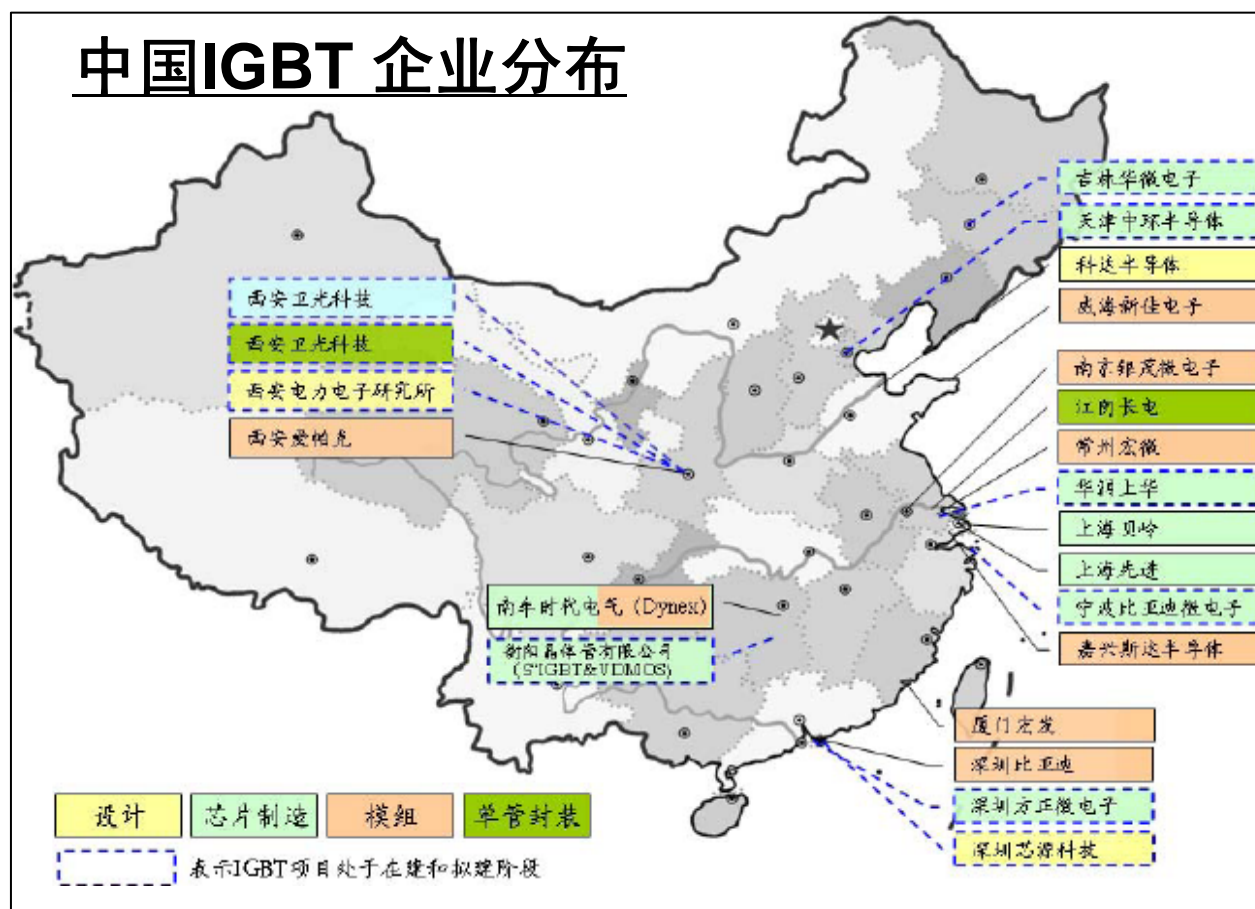 中国IGBT 企业分布
吉林华微电子
天津中环半导体
科达半导体
威海新佳电子
西安卫光科技
西安卫光科技
西安电力电子研究所
西安爱帕克
南京银茂微电子
江阴长电
常州宏微
华润上华
上海贝岭
上海先进
宁波比亚迪微电子
嘉兴斯达半导体
南车时代电气 (Dynex)
衡阳晶体管有限公司
(S'IGBT&VDMOS)
厦门宏发
深圳比亚迪
深圳方正微电子
深圳芯源科技
设计
芯片制造
模组
单管封装
表示IGBT项目处于在建和拟建阶段